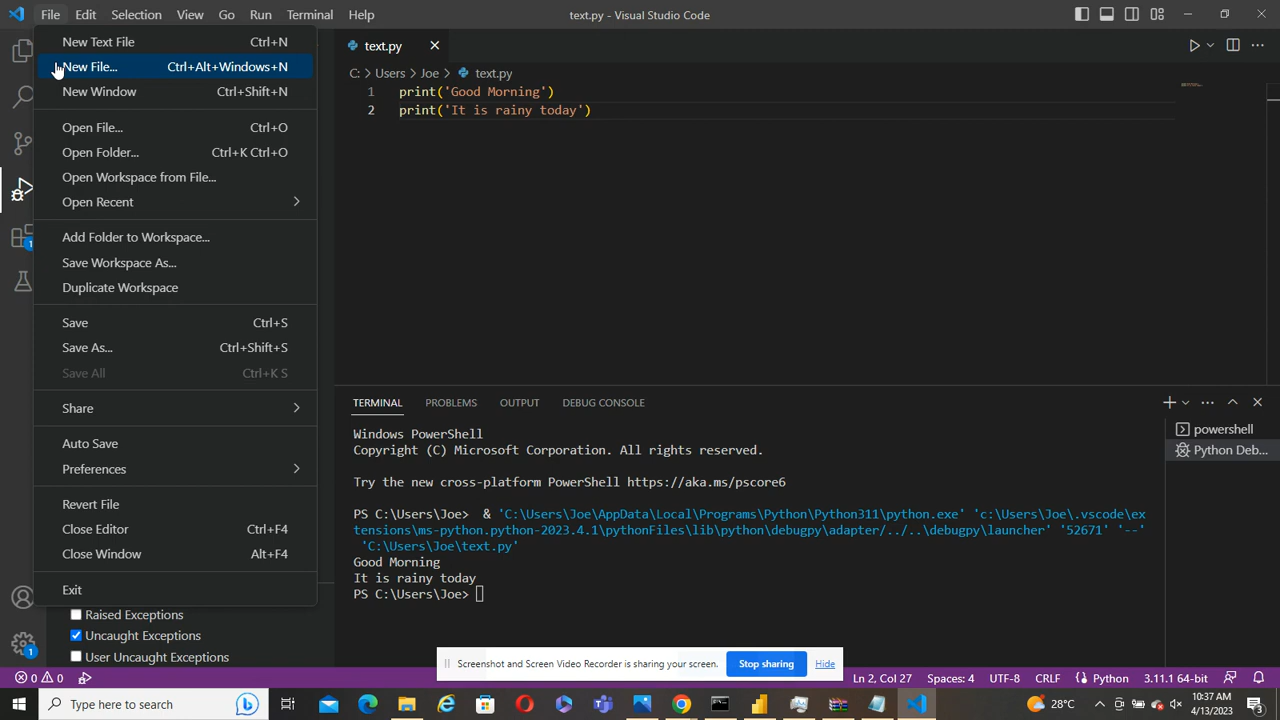 File Edit Selection View Go Run Terminal Help
text.py - Visual Studio Code
New Text File Ctrl+N
New File... Ctrl+Alt+Windows+N
New Window Ctrl+Shift+N
Open File... Ctrl+O
Open Folder... Ctrl+K Ctrl+O
Open Workspace from File...
Open Recent
Add Folder to Workspace...
Save Workspace As...
Duplicate Workspace
Save Ctrl+S
Save As... Ctrl+Shift+S
Save All Ctrl+K S
Share
Auto Save
Preferences
Revert File
Close Editor Ctrl+F4
Close Window Alt+F4
Exit
1
1
Raised Exceptions
Uncaught Exceptions
User Uncaught Exceptions
text.py
C: > Users > Joe > text.py
1 print('Good Morning')
2 print('It is rainy today')
TERMINAL PROBLEMS OUTPUT DEBUG CONSOLE
powershell
Python Deb...
Windows PowerShell
Copyright (C) Microsoft Corporation. All rights reserved.
Try the new cross-platform PowerShell https://aka.ms/pscore6
PS C:\Users\Joe> & 'C:\Users\Joe\AppData\Local\Programs\Python\Python311\python.exe' 'c:\Users\Joe\.vscode\ex
tensions\ms-python.python-2023.4.1\pythonFiles\lib\python\debugpy\adapter/../..\debugpy\launcher' '52671' '--'
'C:\Users\Joe\text.py'
Good Morning
It is rainy today
PS C:\Users\Joe>
Screenshot and Screen Video Recorder is sharing your screen. Stop sharing Hide
0 0 Ln 2, Col 27 Spaces: 4 UTF-8 CRLF Python 3.11.1 64-bit
Type here to search
28°C
10:37 AM
4/13/2023
3